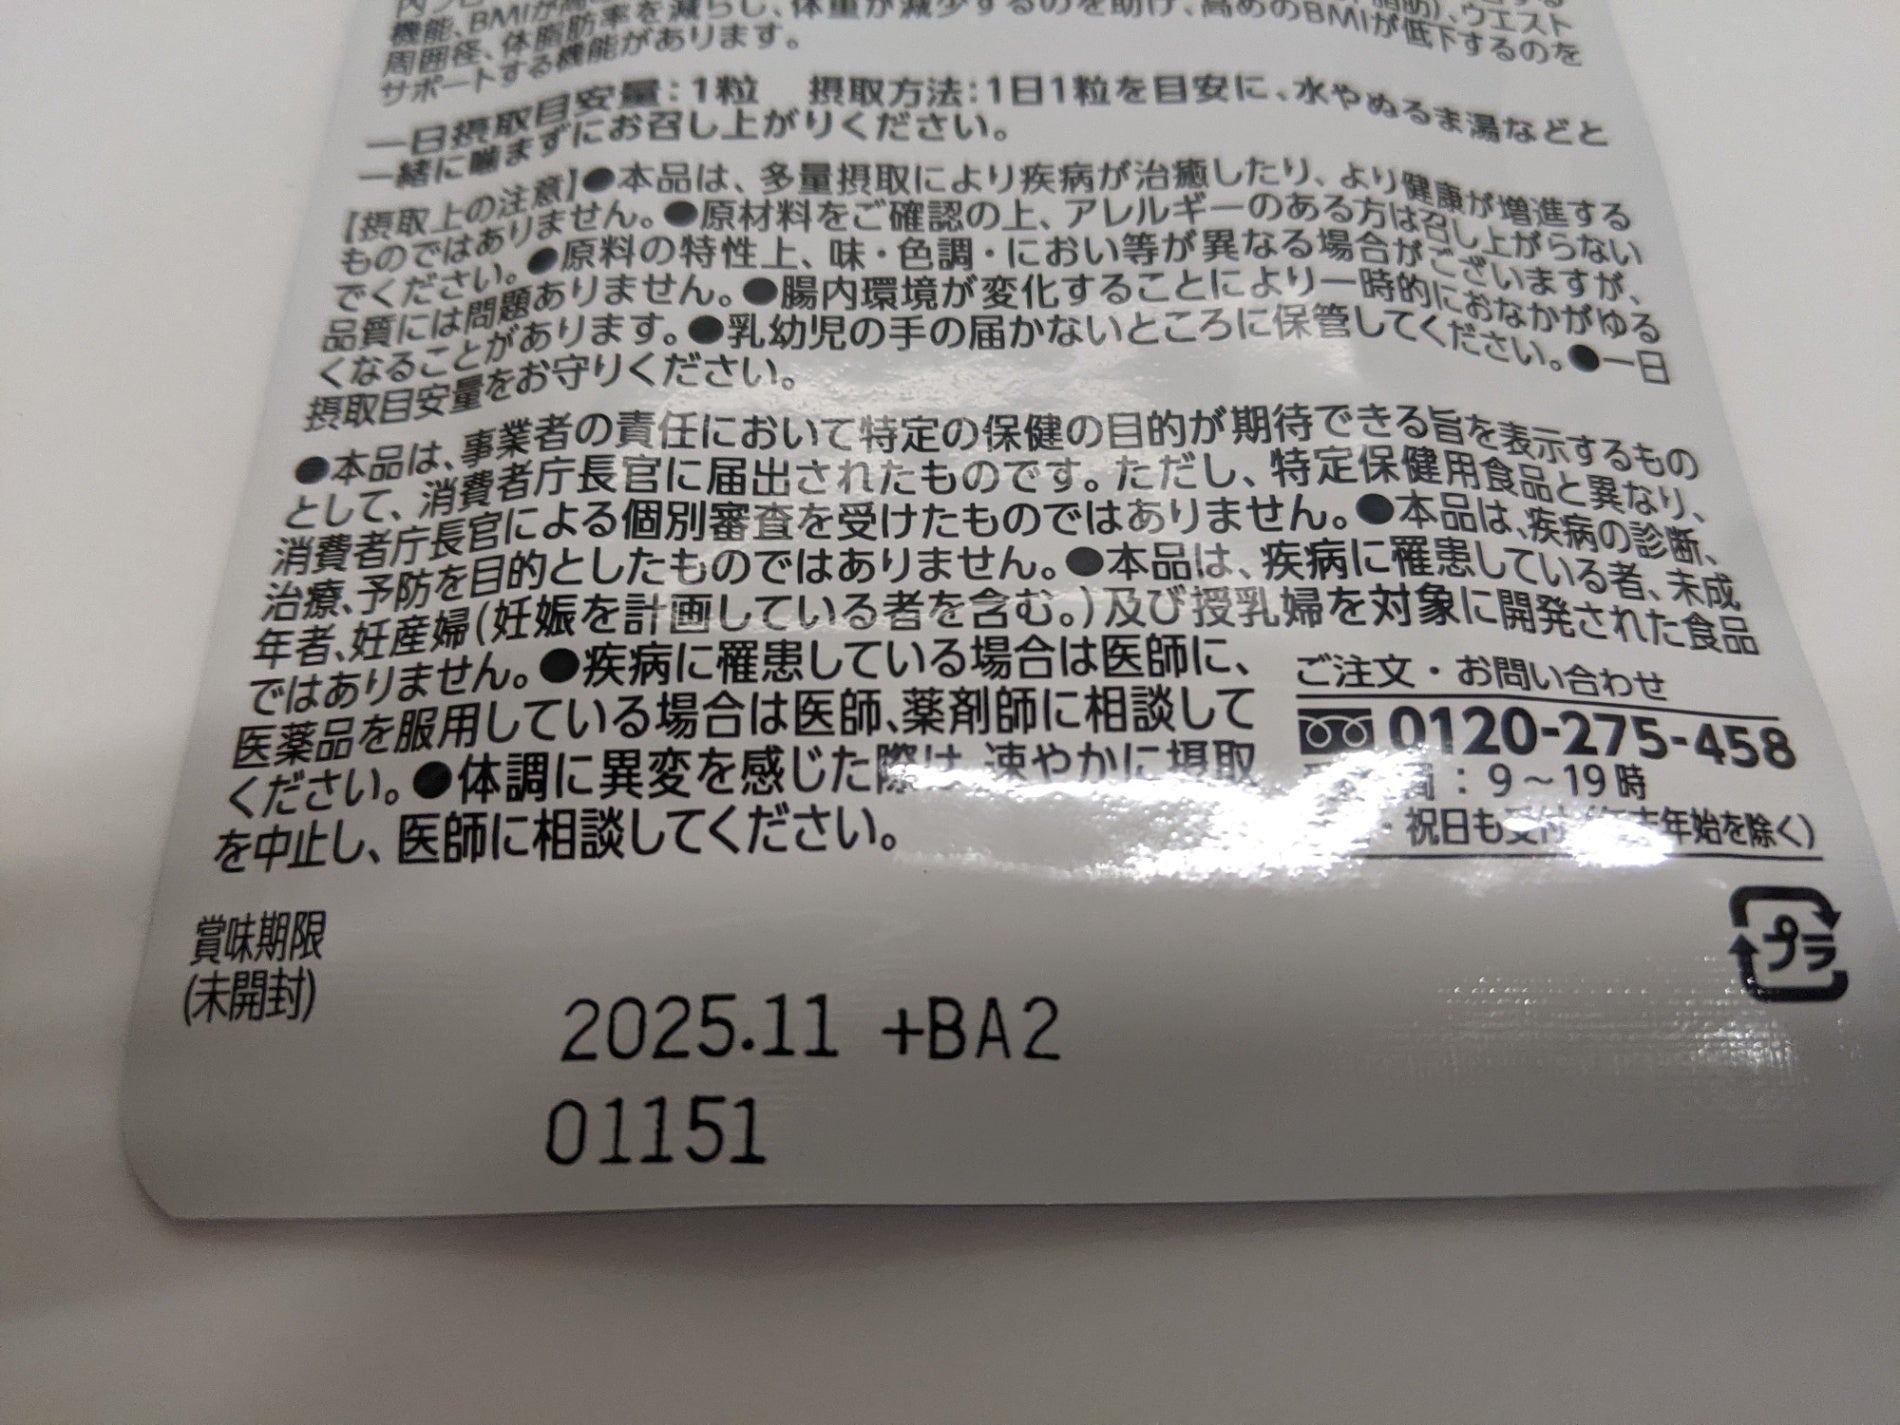 機能、BMIが高 体脂肪率を減らし、体重が減少するのを助け、高めのBMIが低下するのを
周囲径、 ウエスト
サポートする機能があります。
一日摂取目安量：1粒　摂取方法：1日1粒を目安に、水やぬるま湯などと
一緒に噛まずにお召し上がりください。
【摂取上の注意】●本品は、多量摂取により疾病が治癒したり、より健康が増進する
ものではありません。●原材料をご確認の上、アレルギーのある方は召し上がらない
でください。●原料の特性上、味・色調・におい等が異なる場合がございますが、
品質には問題ありません。●腸内環境が変化することにより一時的におなかがゆる
くなることがあります。●乳幼児の手の届かないところに保管してください。●一日
摂取目安量をお守りください。
●本品は、事業者の責任において特定の保健の目的が期待できる旨を表示するもの
として、消費者庁長官に届出されたものです。ただし、特定保健用食品と異なり、
消費者庁長官による個別審査を受けたものではありません。●本品は、疾病の診断、
治療、予防を目的としたものではありません。●本品は、疾病に罹患している者、未成
年者、妊産婦(妊娠を計画している者を含む。)及び授乳婦を対象に開発された食品
ではありません。●疾病に罹患している場合は医師に、
医薬品を服用している場合は医師、薬剤師に相談して
ください。●体調に異変を感じた際は、速やかに摂取
を中止し、医師に相談してください。
ご注文・お問い合わせ
0120-275-458
：9～19時
・祝日も受付 年始を除く)
賞味期限
(未開封)
2025.11 +BA2
01151
プラ